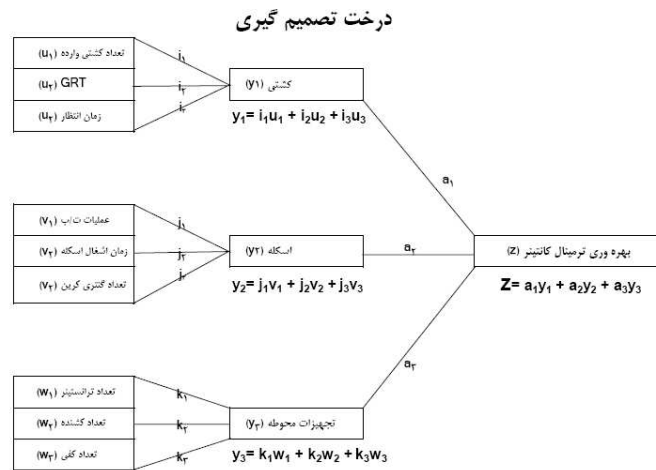 درخت تصمیم گیری
تعداد کشتی وارده (u۱)
GRT (u۲)
زمان انتظار (u۳)
i۱
i۲
i۳
کشتی (y۱)
y₁= i₁u₁ + i₂u₂ + i₃u₃
a۱
عملیات ت/ب (v۱)
زمان اشغال اسکله (v۲)
تعداد گنتری کرین (v۳)
j۱
j۲
j۳
اسکله (y۲)
y₂= j₁v₁ + j₂v₂ + j₃v₃
a۲
بهره وری ترمینال کانتینر (z)
Z= a₁y₁ + a₂y₂ + a₃y₃
تعداد ترانستینر (w۱)
تعداد کشنده (w۲)
تعداد کفی (w۳)
k۱
k۲
k۳
تجهیزات محوطه (y۳)
y₃= k₁w₁ + k₂w₂ + k₃w₃
a۳